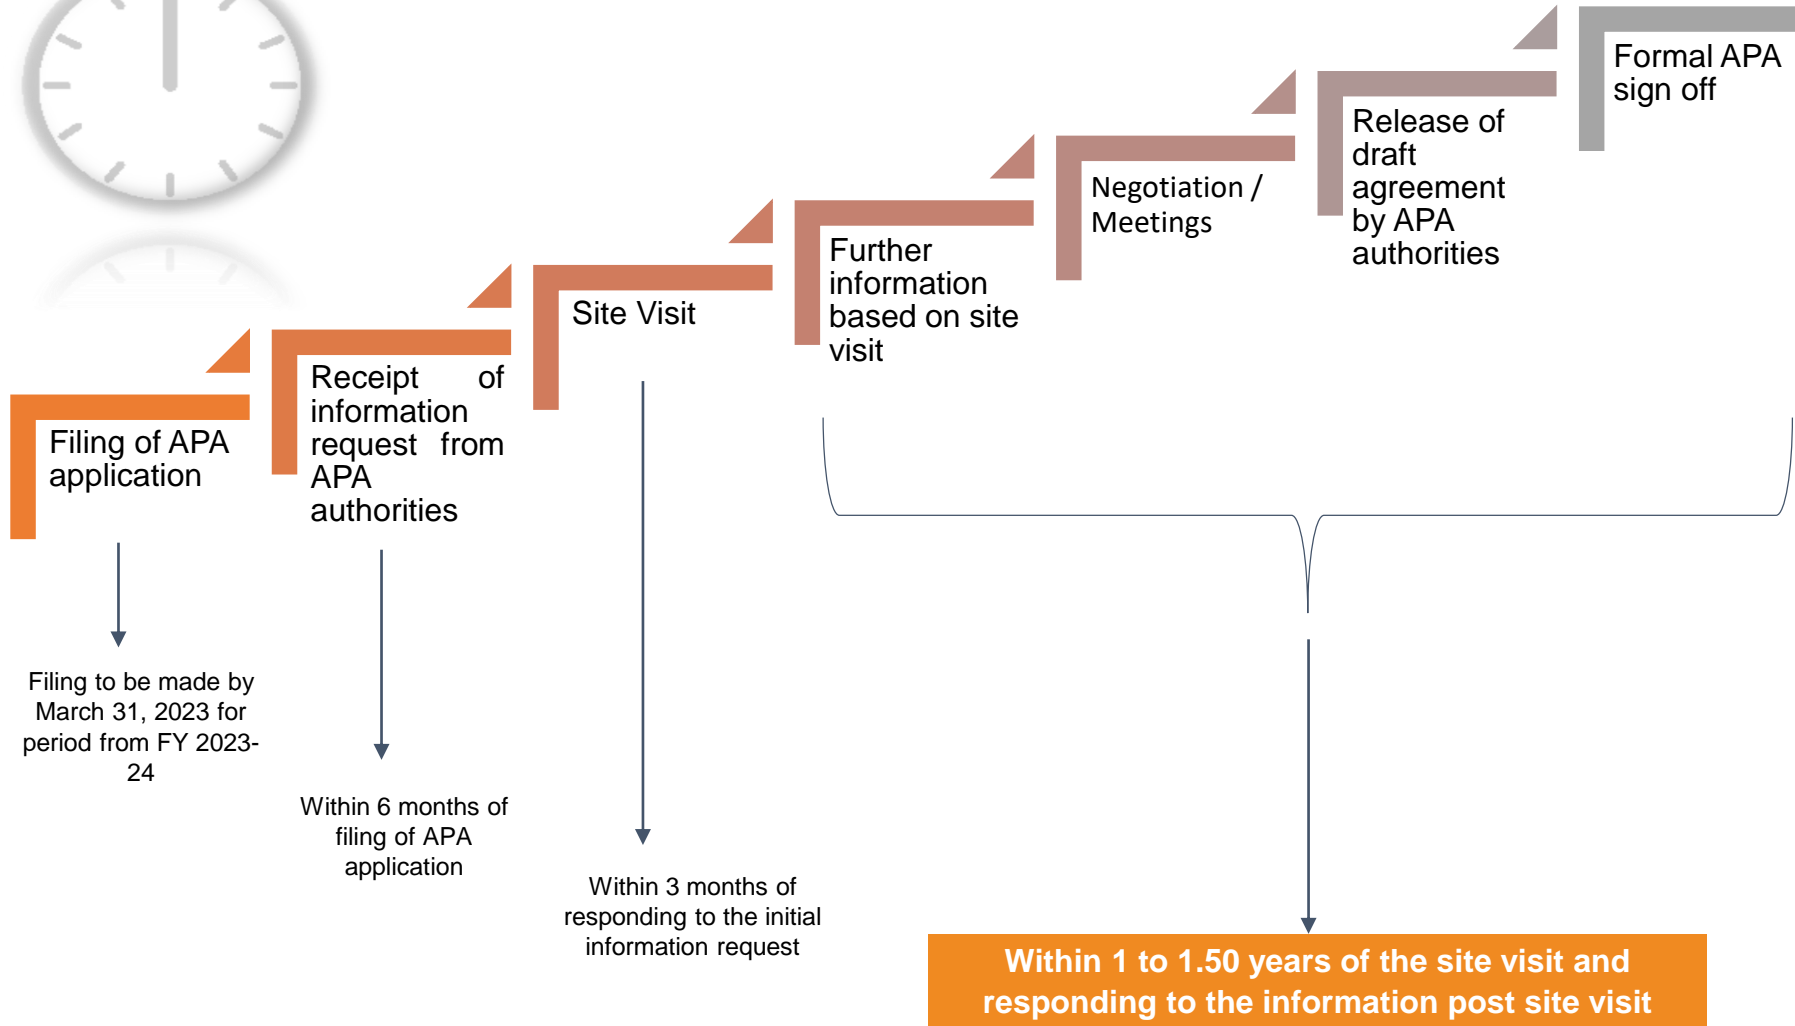 Filing of APA
application
Receipt of
information
request from
APA
authorities
Site Visit
Further
information
based on site
visit
Negotiation /
Meetings
Release of
draft
agreement
by APA
authorities
Formal APA
sign off
Filing to be made by
March 31, 2023 for
period from FY 2023-
24
Within 6 months of
filing of APA
application
Within 3 months of
responding to the initial
information request
Within 1 to 1.50 years of the site visit and
responding to the information post site visit